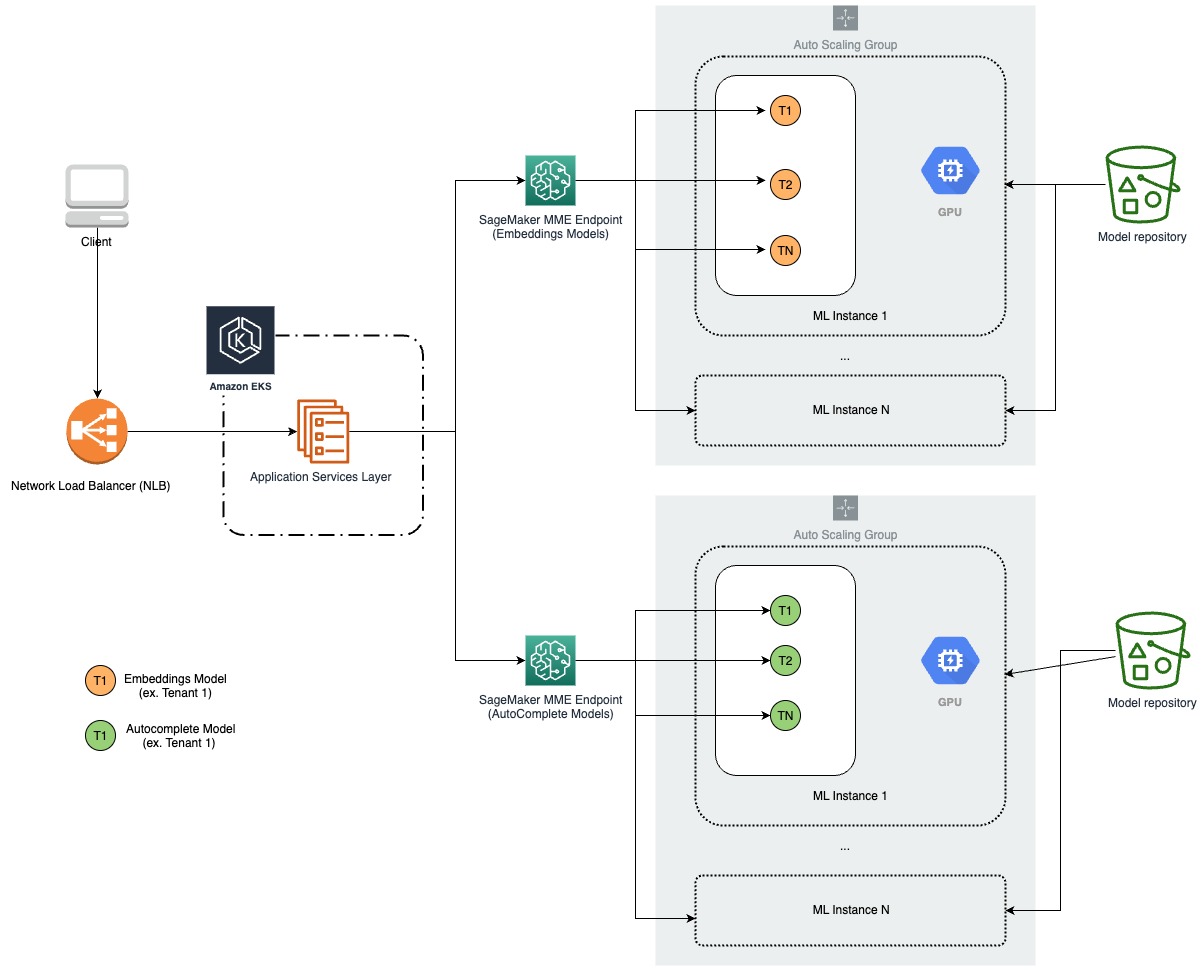 Client
Network Load Balancer (NLB)
Amazon EKS
K
Application Services Layer
SageMaker MME Endpoint
(Embeddings Models)
Auto Scaling Group
T1
T2
TN
GPU
ML Instance 1
...
ML Instance N
Model repository
SageMaker MME Endpoint
(AutoComplete Models)
Auto Scaling Group
T1
T2
TN
GPU
ML Instance 1
...
ML Instance N
Model repository
T1
Embeddings Model
(ex. Tenant 1)
T1
Autocomplete Model
(ex. Tenant 1)